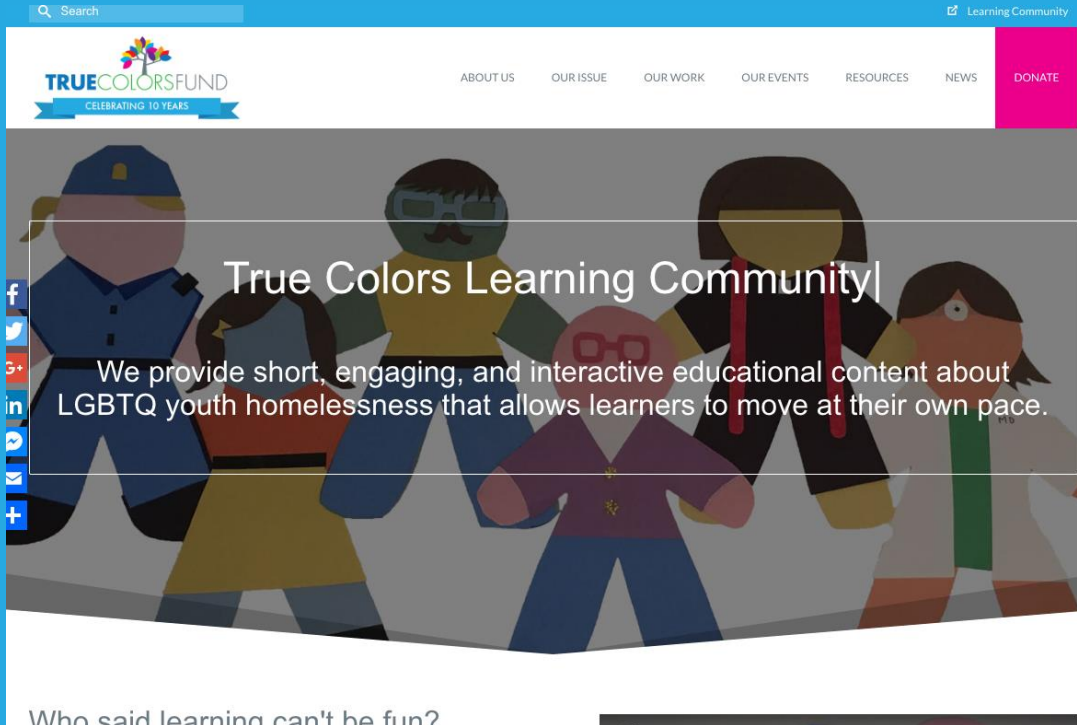 Search
Learning Community
TRUECOLORSFUND
CELEBRATING 10 YEARS
ABOUT US
OUR ISSUE
OUR WORK
OUR EVENTS
RESOURCES
NEWS
DONATE
True Colors Learning Community|
We provide short, engaging, and interactive educational content about
LGBTQ youth homelessness that allows learners to move at their own pace.
f
G+
in
Who said learning can't be fun?